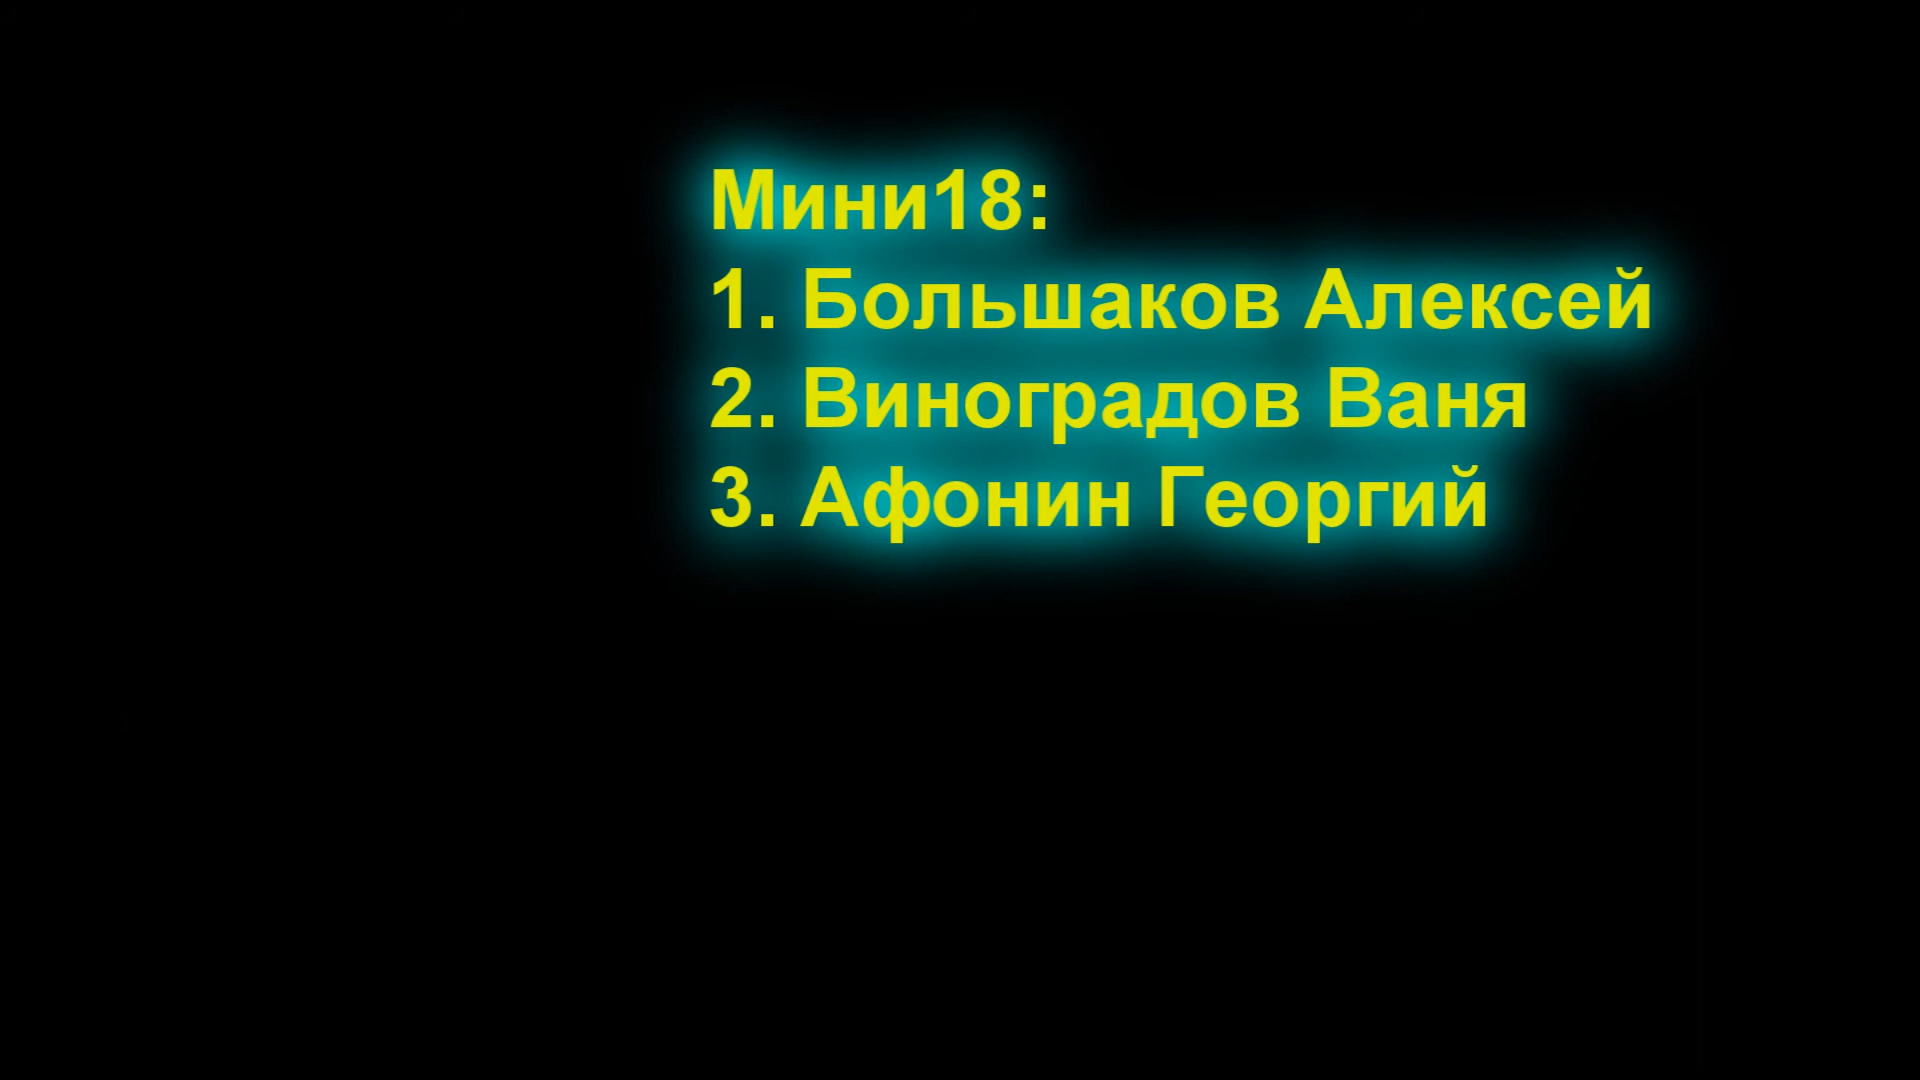 Мини18:
1. Большаков Алексей
2. Виноградов Ваня
3. Афонин Георгий